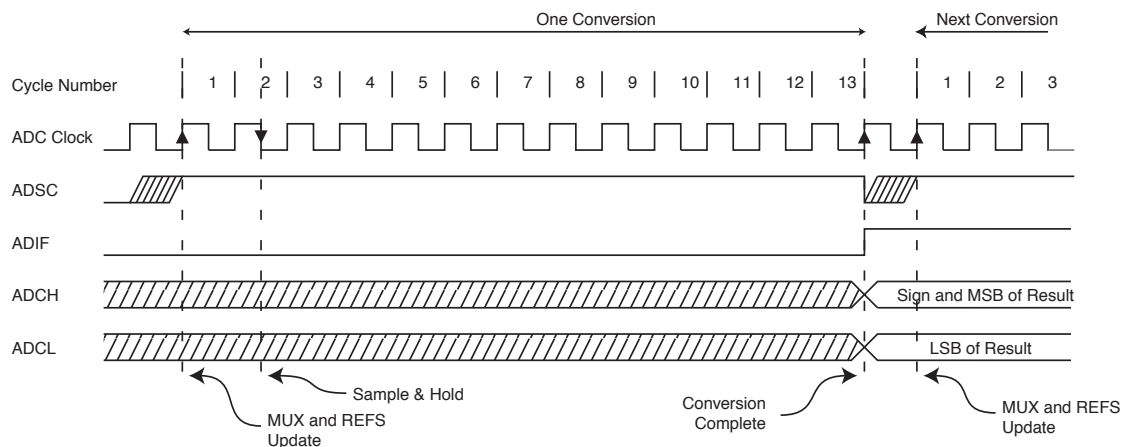 One Conversion
Next Conversion
Cycle Number
1 2 3 4 5 6 7 8 9 10 11 12 13 1 2 3
ADC Clock
ADSC
ADIF
ADCH
Sign and MSB of Result
ADCL
LSB of Result
MUX and REFS
Update
Sample & Hold
Conversion
Complete
MUX and REFS
Update